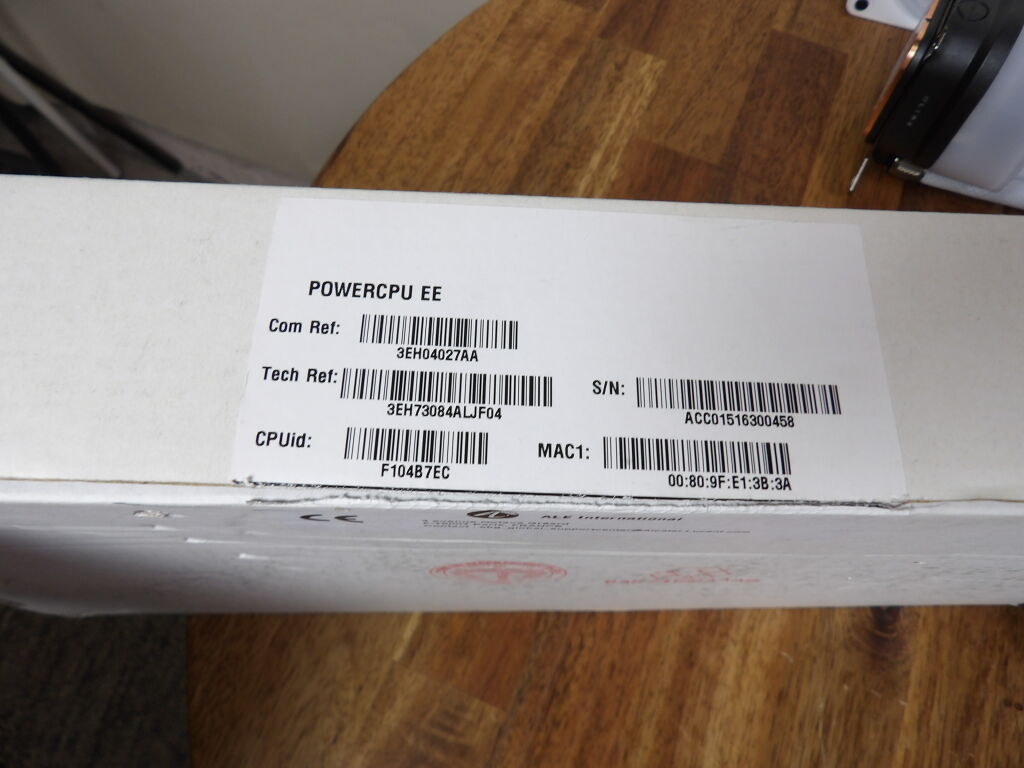 POWERCPU EE
Com Ref:
3EH04027AA
Tech Ref:
3EH73084ALJF04
S/N:
ACC01516300458
CPUid:
F104B7EC
MAC1:
00:80:9F:E1:3B:3A
CE
ALE International